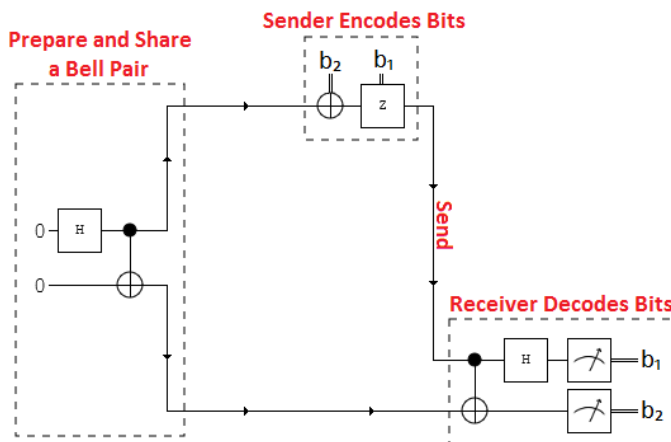 Sender Encodes Bits
Prepare and Share
a Bell Pair
b₂ b₁
Z
0 H
0
Send
Receiver Decodes Bits
H b₁
b₂